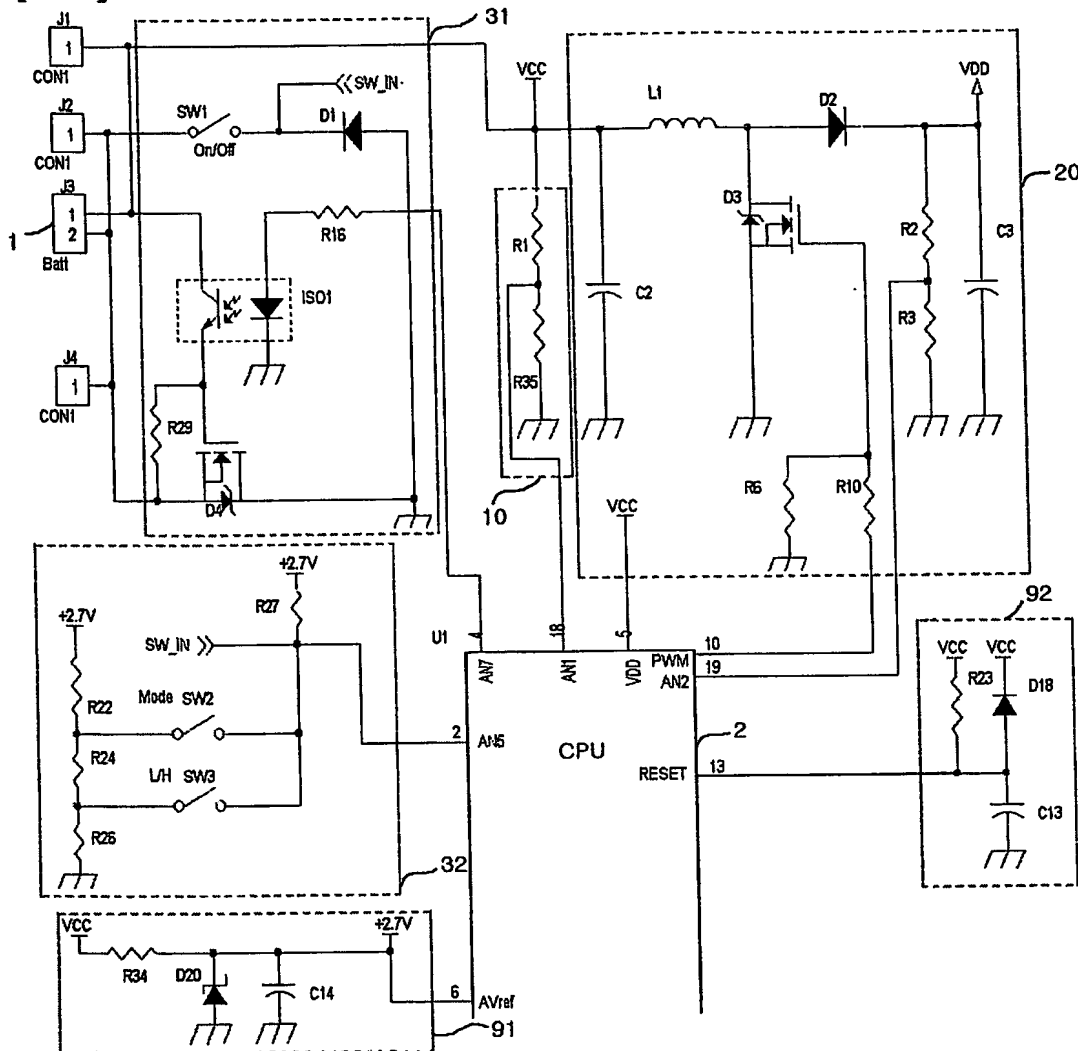 J1
1
CON1
31
VCC
VDD
J2
1
CON1
SW1
On/Off
SW_IN
D1
L1
D2
20
J3
1
2
Batt
1
R16
R1
D3
R2
C3
ISO1
C2
R3
J4
1
CON1
R35
R29
D4
10
VCC
R6
R10
+2.7V
+2.7V
R27
92
SW_IN
U1
4
18
5
10
19
AN7
AN1
VDD
PWM
AN2
VCC
VCC
R23
D18
R22
Mode SW2
2
AN5
CPU
2
R24
L/H SW3
RESET
13
C13
R26
32
VCC
+2.7V
R34
D20
C14
6
AVref
91